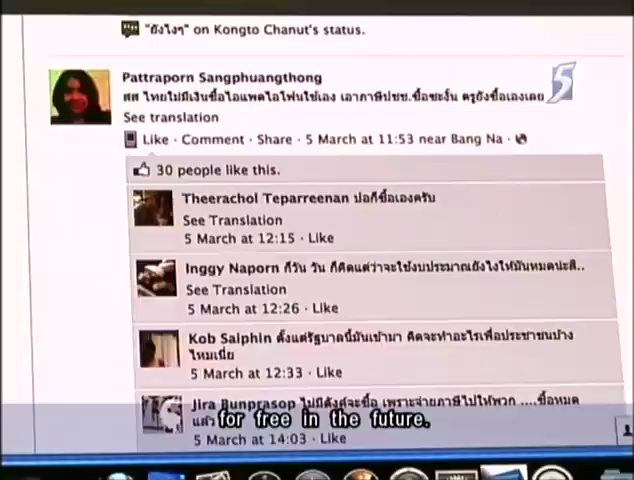 "ยังไงๆ" on Kongto Chanut's status.
Pattraporn Sangphuangthong
5
สส ไทยไม่มีเงินซื้อไอแพดไอโฟนใช้เอง เอาภาษีปชช.ซื้อซะงั้น ครูยังซื้อเองเลย
See translation
Like · Comment · Share · 5 March at 11:53 near Bang Na ·
30 people like this.
Theerachol Teparreenan ปอก็ซื้อเองครับ
See Translation
5 March at 12:15 · Like
Inggy Naporn ก็วัน วัน ก็คิดแต่ว่าจะใช้งบประมาณยังไงให้มันหมดน่ะสิ..
See Translation
5 March at 12:26 · Like
Kob Saiphin ตั้งแต่รัฐบาลนี้มันเข้ามา คิดจะทำอะไรเพื่อประชาชนบ้าง
ไหมเนี่ย
5 March at 12:33 · Like
Jira Bunprasop ไม่มีตังค์จะซื้อ เพราะจ่ายภาษีไปให้พวก ....ซื้อหมด
แล้ว
for free in the future.
5 March at 14:03 · Like